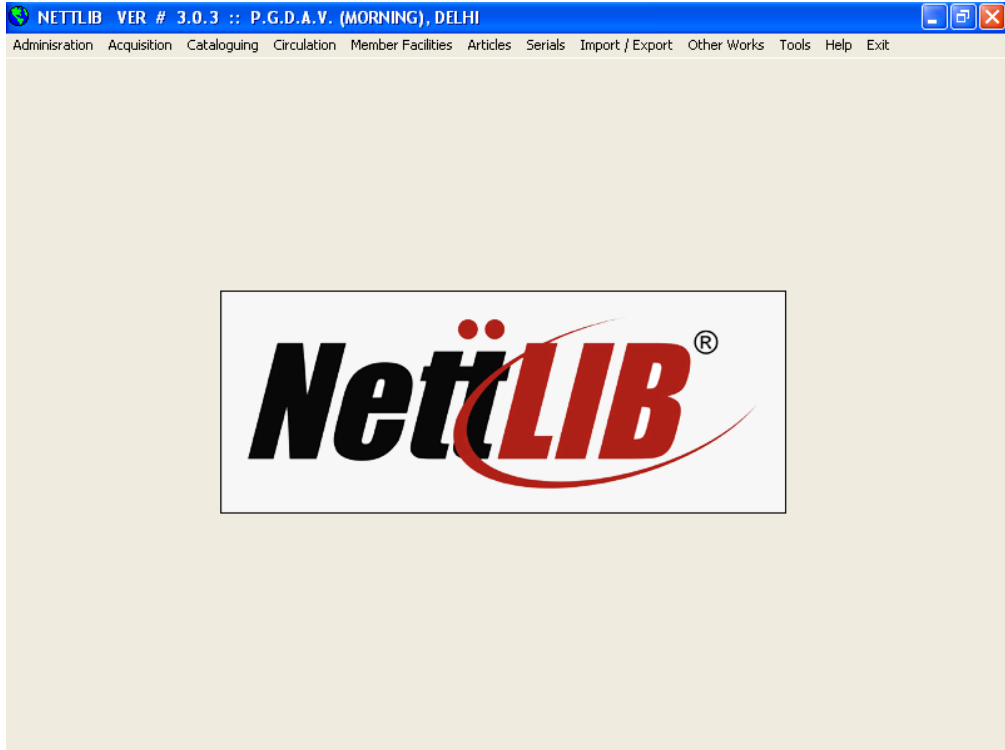 NETTLIB VER # 3.0.3 :: P.G.D.A.V. (MORNING), DELHI
Adminisration Acquisition Cataloguing Circulation Member Facilities Articles Serials Import / Export Other Works Tools Help Exit
NettLIB®